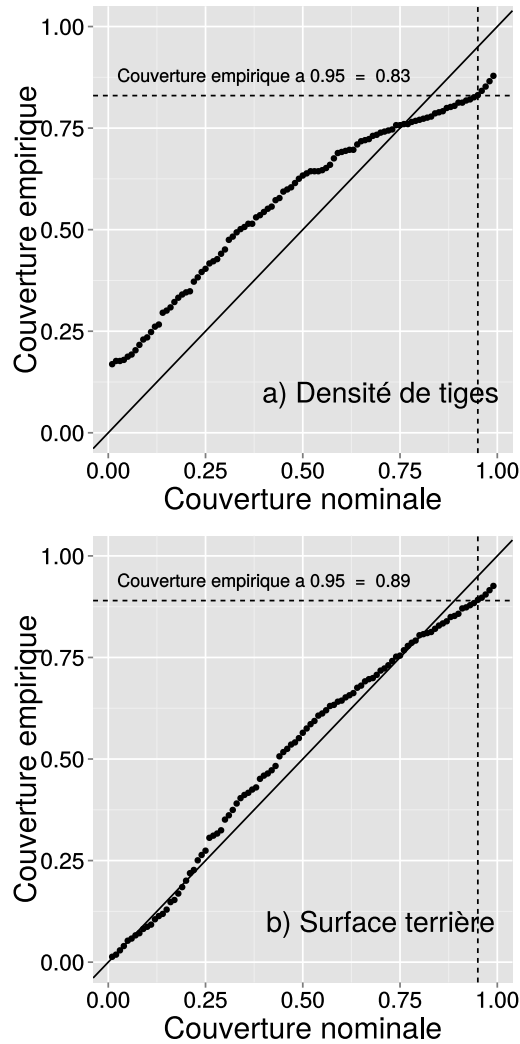 1.00
Couverture empirique a 0.95 = 0.83
0.75
0.50
0.25
0.00
Couverture empirique
a) Densité de tiges
0.00 0.25 0.50 0.75 1.00
Couverture nominale
1.00
Couverture empirique a 0.95 = 0.89
0.75
0.50
0.25
0.00
Couverture empirique
b) Surface terrière
0.00 0.25 0.50 0.75 1.00
Couverture nominale